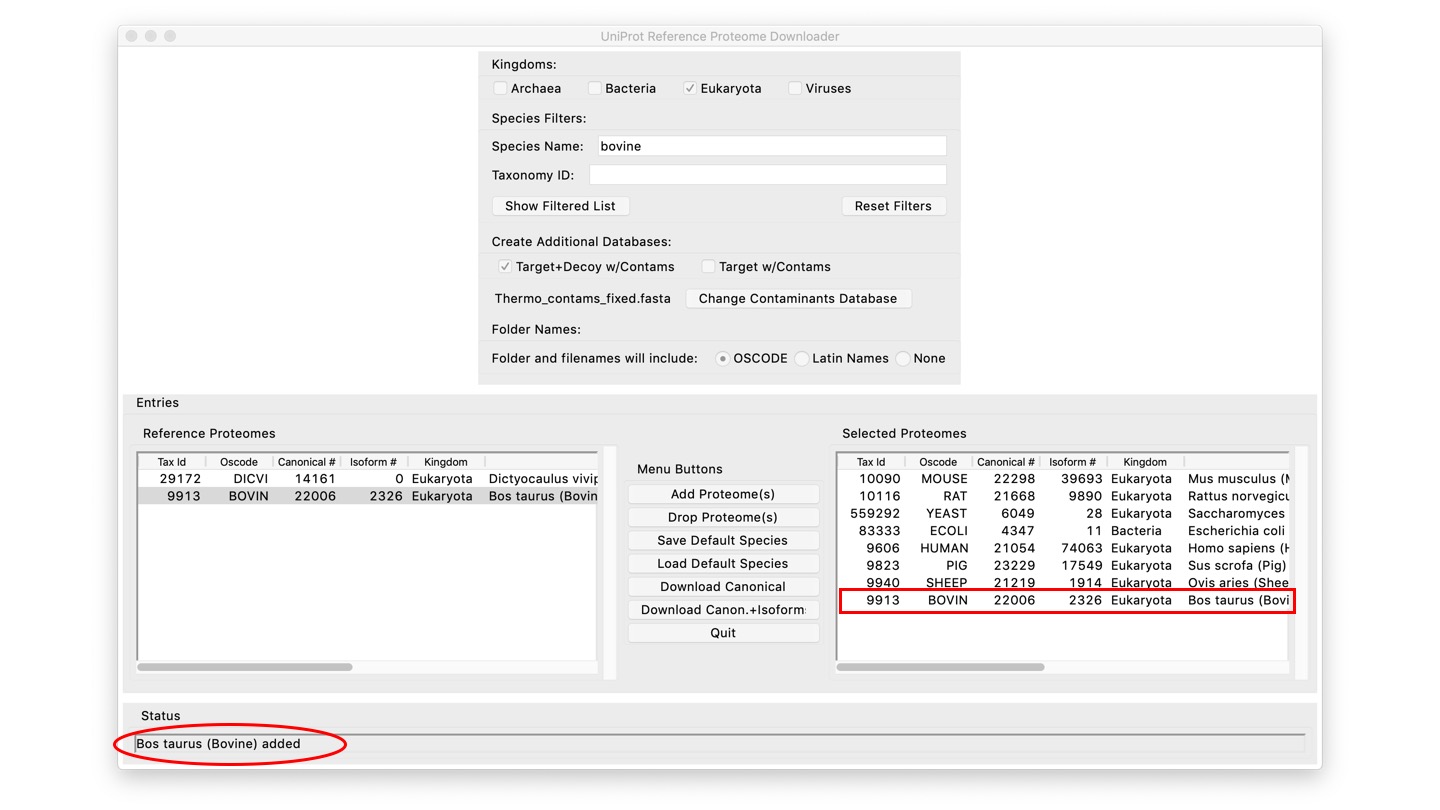 UniProt Reference Proteome Downloader
Kingdoms:
Archaea Bacteria Eukaryota Viruses
Species Filters:
Species Name: bovine
Taxonomy ID:
Show Filtered List Reset Filters
Create Additional Databases:
Target+Decoy w/Contams Target w/Contams
Thermo_contams_fixed.fasta Change Contaminants Database
Folder Names:
Folder and filenames will include: OSCODE Latin Names None
Entries
Reference Proteomes
Tax Id Oscode Canonical # Isoform # Kingdom
29172 DICVI 14161 0 Eukaryota Dictyocaulus vivip
9913 BOVIN 22006 2326 Eukaryota Bos taurus (Bovin
Menu Buttons
Add Proteome(s)
Drop Proteome(s)
Save Default Species
Load Default Species
Download Canonical
Download Canon.+Isoform
Quit
Selected Proteomes
Tax Id Oscode Canonical # Isoform # Kingdom
10090 MOUSE 22298 39693 Eukaryota Mus musculus (M
10116 RAT 21668 9890 Eukaryota Rattus norvegicu
559292 YEAST 6049 28 Eukaryota Saccharomyces
83333 ECOLI 4347 11 Bacteria Escherichia coli
9606 HUMAN 21054 74063 Eukaryota Homo sapiens (H
9823 PIG 23229 17549 Eukaryota Sus scrofa (Pig)
9940 SHEEP 21219 1914 Eukaryota Ovis aries (Shee
9913 BOVIN 22006 2326 Eukaryota Bos taurus (Bovi
Status
Bos taurus (Bovine) added